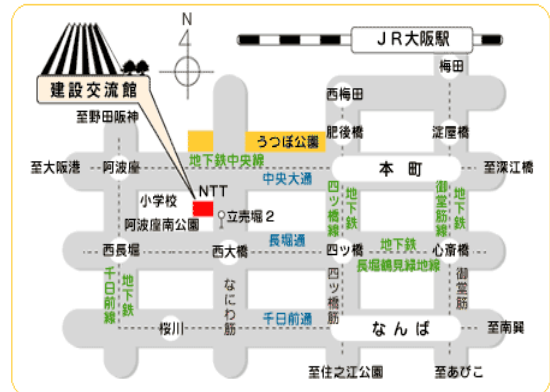 N
4
JR大阪駅
梅田
建設交流館
西梅田
至野田阪神
肥後橋
淀屋橋
うつぼ公園
地下鉄中央線
至大阪港
阿波座
中央大通
本町
至深江橋
小学校
NTT
阿波座南公園
立売堀2
四ツ橋線
地下鉄
御堂筋線
地下鉄
長堀通
地下鉄
西長堀
西大橋
四ツ橋
心斎橋
長堀鶴見緑地線
千日前線
地下鉄
なにわ筋
四ツ橋筋
御堂筋
千日前通
桜川
なんば
至南巽
至住之江公園
至あびこ